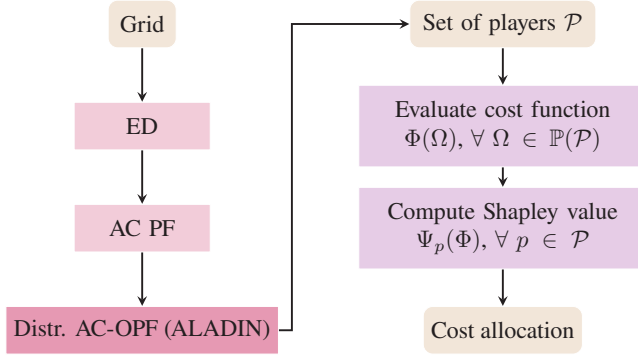 Grid
ED
AC PF
Distr. AC-OPF (ALADIN)
Set of players 𝒫
Evaluate cost function
Φ(Ω), ∀ Ω ∈ ℙ(𝒫)
Compute Shapley value
Ψₚ(Φ), ∀ p ∈ 𝒫
Cost allocation